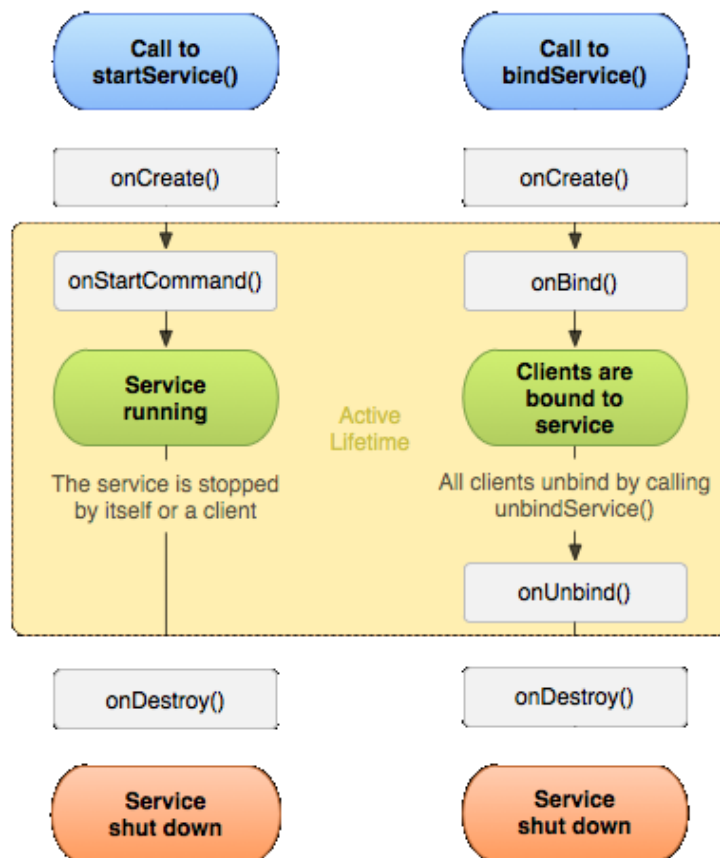 Call to
startService()
Call to
bindService()
onCreate()
onCreate()
onStartCommand()
onBind()
Service
running
Clients are
bound to
service
Active
Lifetime
The service is stopped
by itself or a client
All clients unbind by calling
unbindService()
onUnbind()
onDestroy()
onDestroy()
Service
shut down
Service
shut down